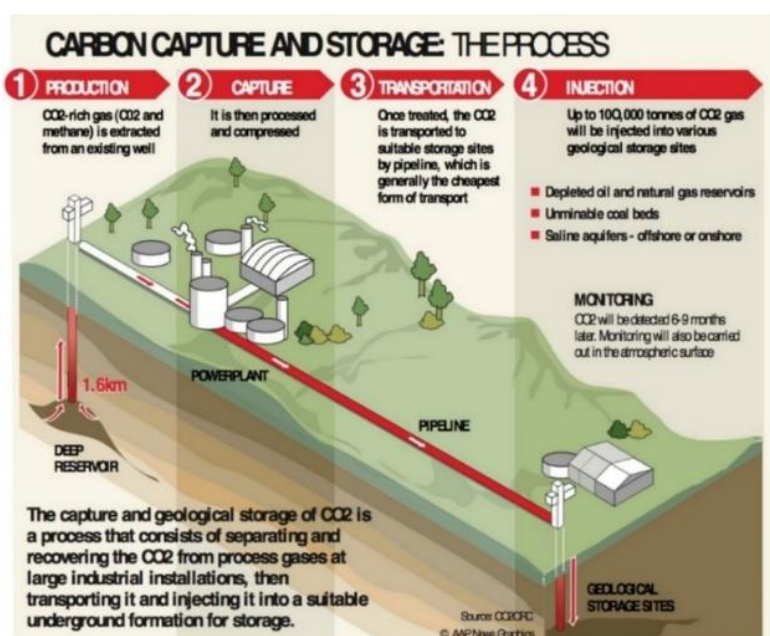 CARBON CAPTURE AND STORAGE: THE PROCESS
1 PRODUCTION
CO2-rich gas (CO2 and
methane) is extracted
from an existing well
2 CAPTURE
It is then processed
and compressed
3 TRANSPORTATION
Once treated, the CO2
is transported to
suitable storage sites
by pipeline, which is
generally the cheapest
form of transport
4 INJECTION
Up to 100,000 tonnes of CO2 gas
will be injected into various
geological storage sites
Depleted oil and natural gas reservoirs
Unminable coal beds
Saline aquifers - offshore or onshore
MONITORING
CO2 will be detected 6-9 months
later. Monitoring will also be carried
out in the atmospheric surface
1.6km
POWERPLANT
PIPELINE
DEEP
RESERVOIR
The capture and geological storage of CO2 is
a process that consists of separating and
recovering the CO2 from process gases at
large industrial installations, then
transporting it and injecting it into a suitable
underground formation for storage.
GEOLOGICAL
STORAGE SITES
Source: CO2CRC
© AAP News Graphics